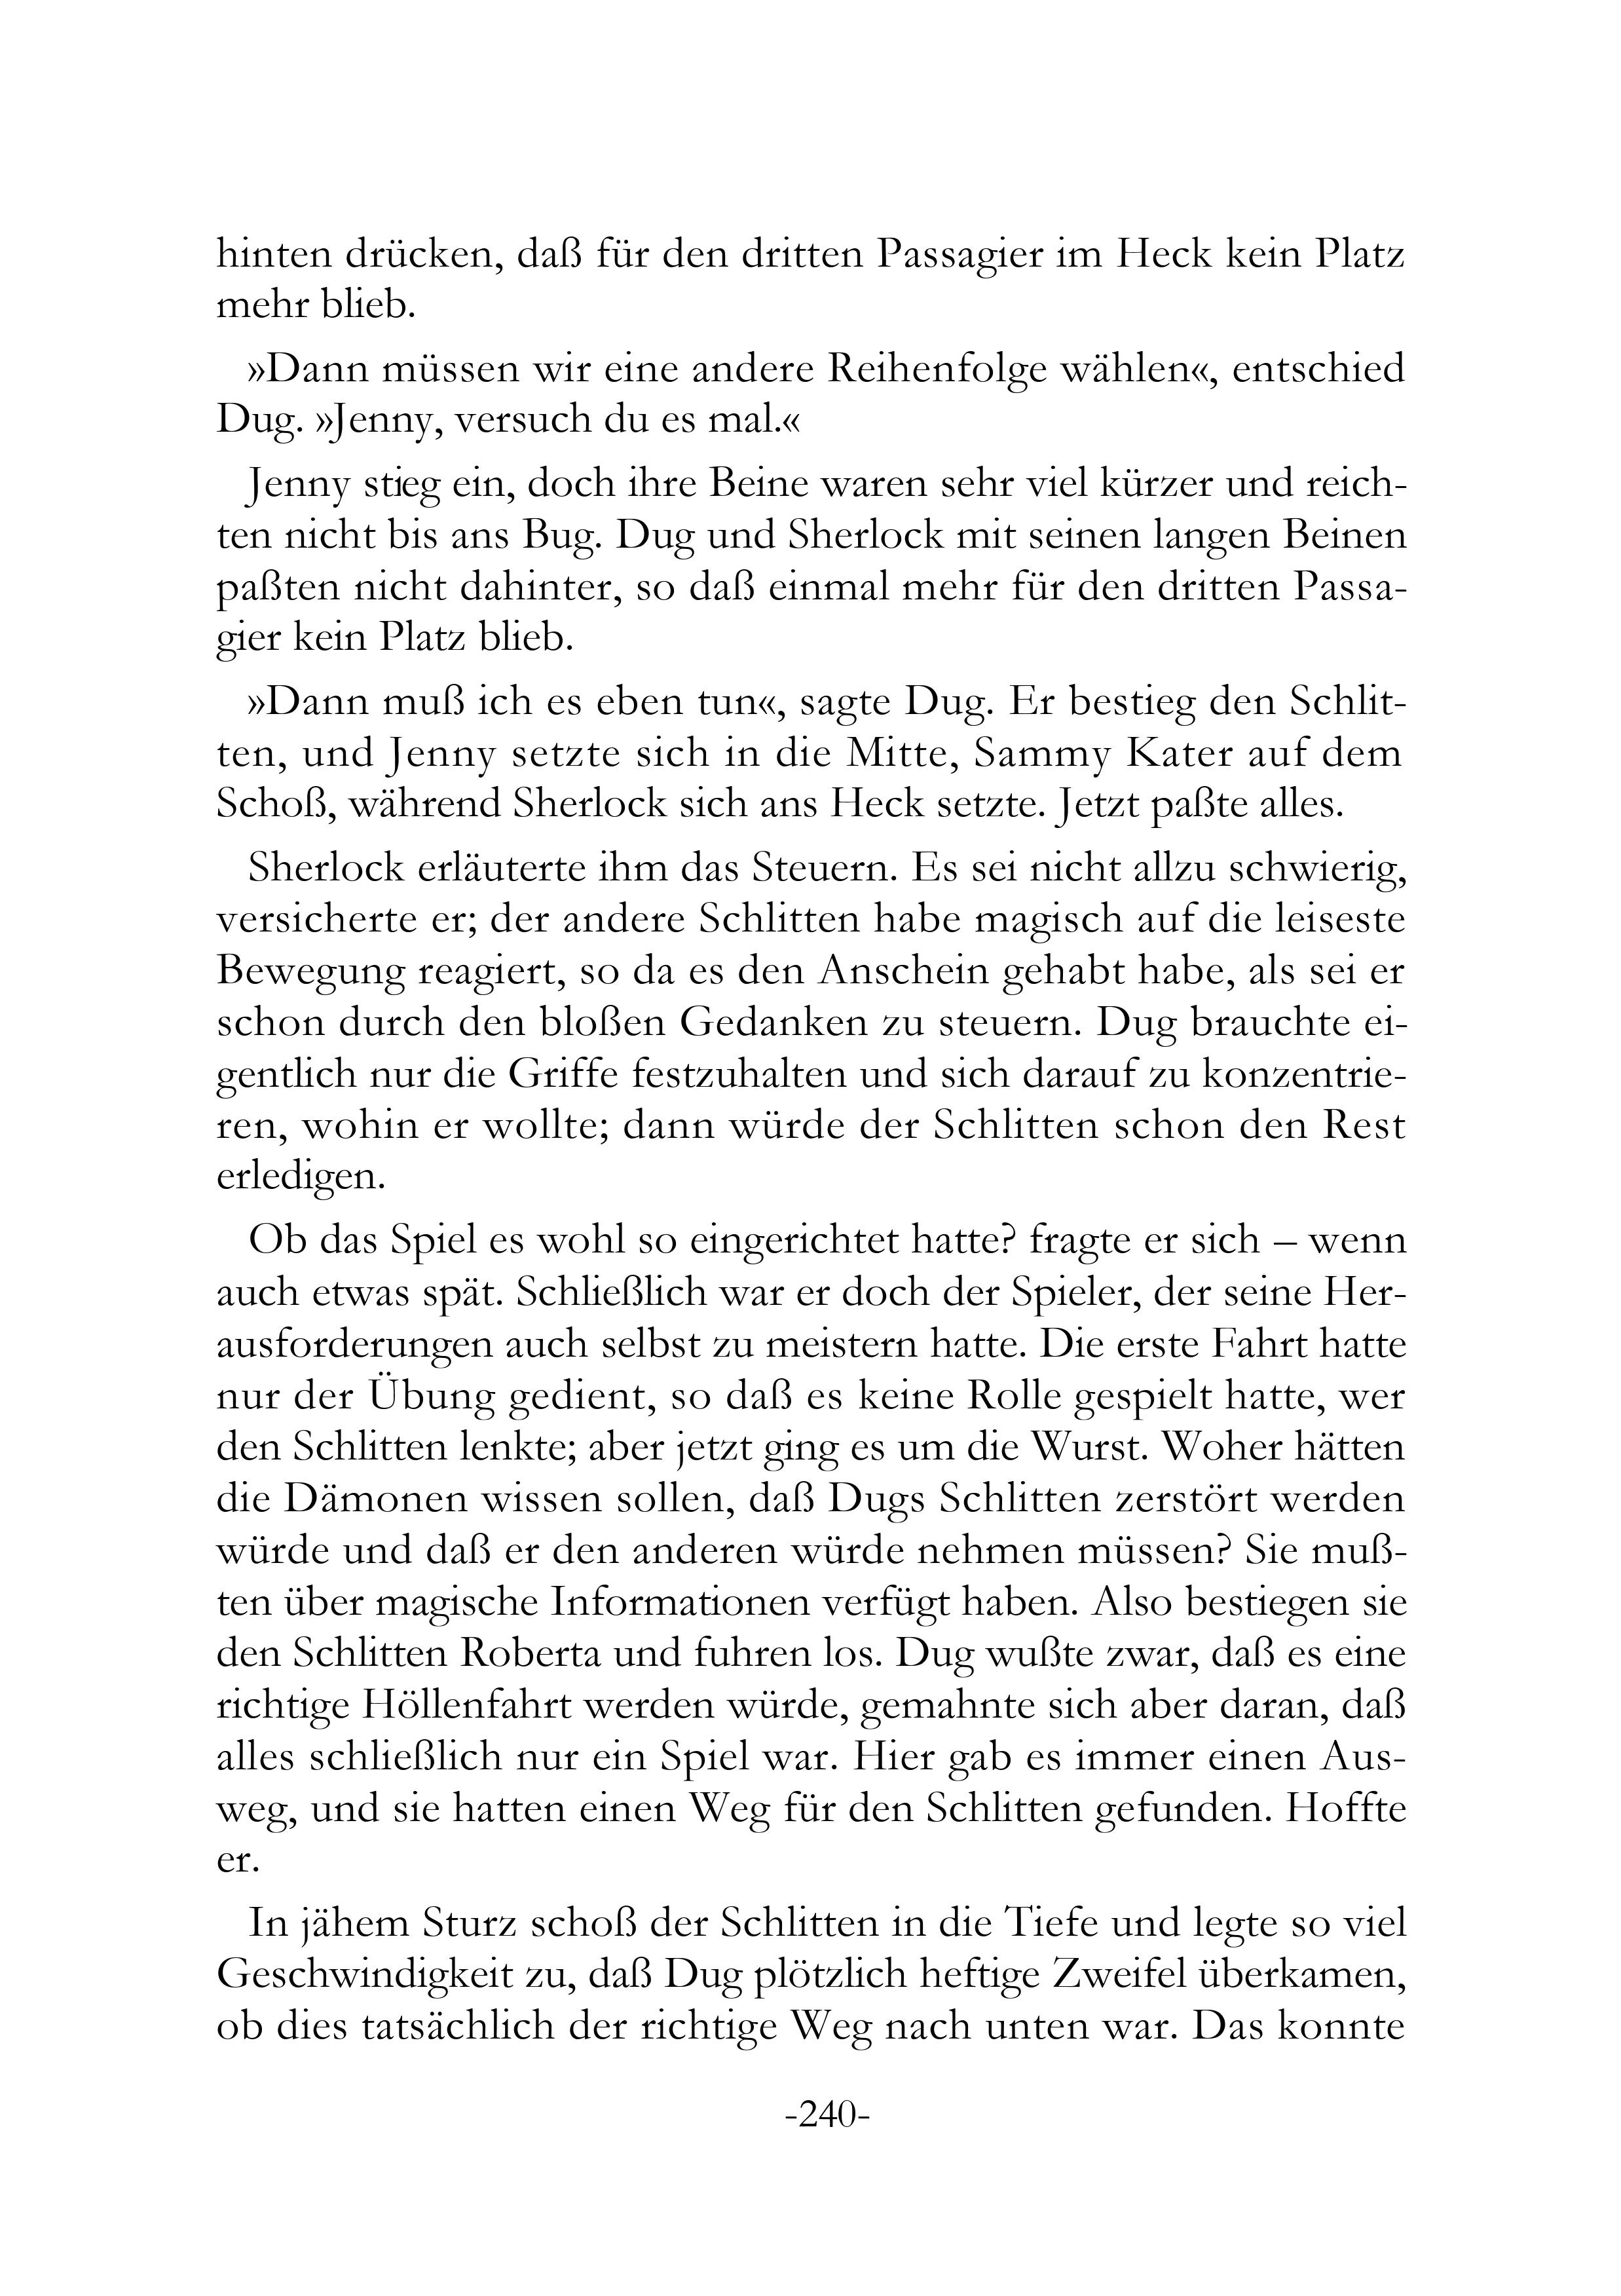 hinten drücken, daß für den dritten Passagier im Heck kein Platz
mehr blieb.
»Dann müssen wir eine andere Reihenfolge wählen«, entschied
Dug. »Jenny, versuch du es mal.«
Jenny stieg ein, doch ihre Beine waren sehr viel kürzer und reich-
ten nicht bis ans Bug. Dug und Sherlock mit seinen langen Beinen
paßten nicht dahinter, so daß einmal mehr für den dritten Passa-
gier kein Platz blieb.
»Dann muß ich es eben tun«, sagte Dug. Er bestieg den Schlit-
ten, und Jenny setzte sich in die Mitte, Sammy Kater auf dem
Schoß, während Sherlock sich ans Heck setzte. Jetzt paßte alles.
Sherlock erläuterte ihm das Steuern. Es sei nicht allzu schwierig,
versicherte er; der andere Schlitten habe magisch auf die leiseste
Bewegung reagiert, so da es den Anschein gehabt habe, als sei er
schon durch den bloßen Gedanken zu steuern. Dug brauchte ei-
gentlich nur die Griffe festzuhalten und sich darauf zu konzentrie-
ren, wohin er wollte; dann würde der Schlitten schon den Rest
erledigen.
Ob das Spiel es wohl so eingerichtet hatte? fragte er sich – wenn
auch etwas spät. Schließlich war er doch der Spieler, der seine Her-
ausforderungen auch selbst zu meistern hatte. Die erste Fahrt hatte
nur der Übung gedient, so daß es keine Rolle gespielt hatte, wer
den Schlitten lenkte; aber jetzt ging es um die Wurst. Woher hätten
die Dämonen wissen sollen, daß Dugs Schlitten zerstört werden
würde und daß er den anderen würde nehmen müssen? Sie muß-
ten über magische Informationen verfügt haben. Also bestiegen sie
den Schlitten Roberta und fuhren los. Dug wußte zwar, daß es eine
richtige Höllenfahrt werden würde, gemahnte sich aber daran, daß
alles schließlich nur ein Spiel war. Hier gab es immer einen Aus-
weg, und sie hatten einen Weg für den Schlitten gefunden. Hoffte
er.
In jähem Sturz schoß der Schlitten in die Tiefe und legte so viel
Geschwindigkeit zu, daß Dug plötzlich heftige Zweifel überkamen,
ob dies tatsächlich der richtige Weg nach unten war. Das konnte
-240-